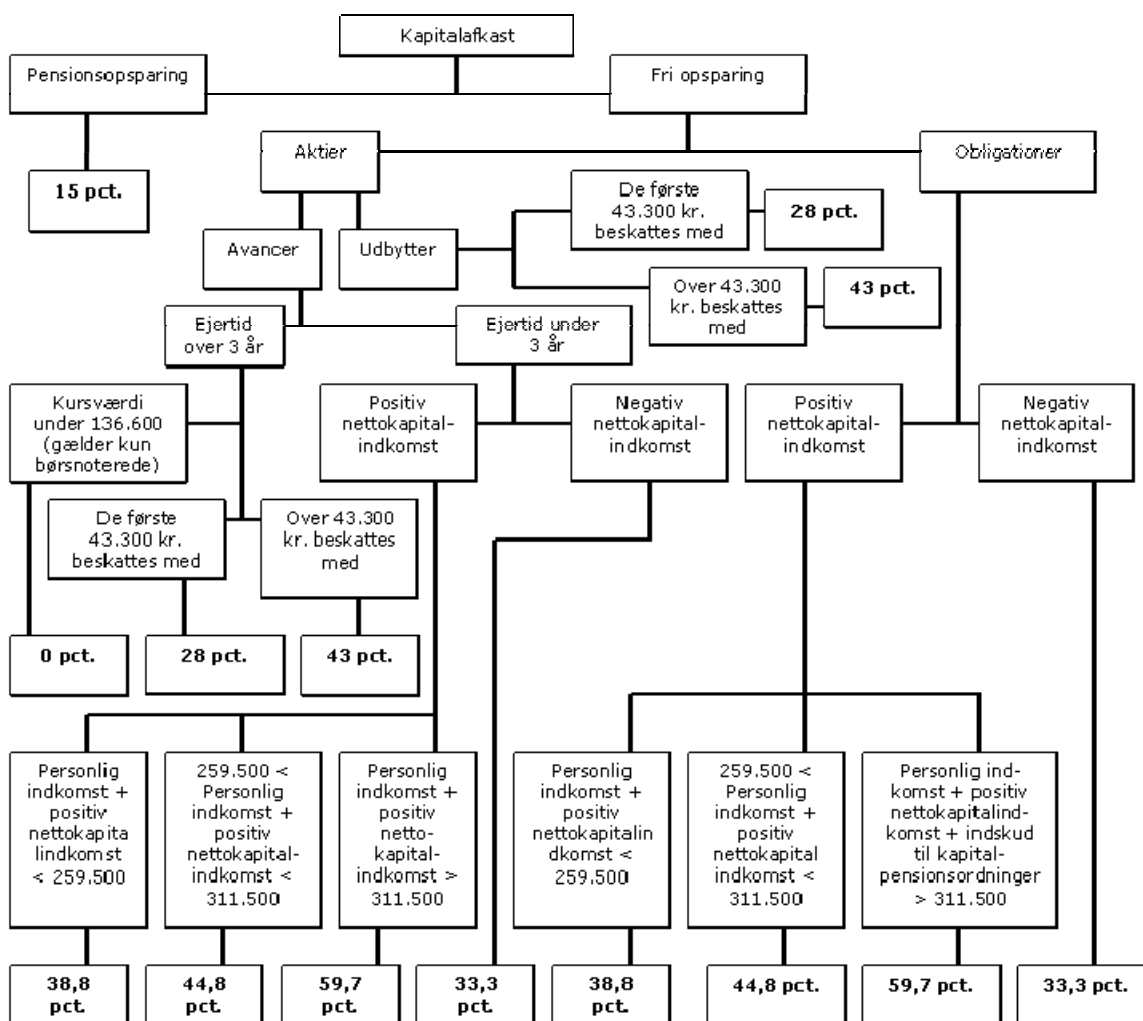 Kapitalafkast
Pensionsopsparing
Fri opsparing
15 pct.
Aktier
Obligationer
De første
43.300 kr.
beskattes med
28 pct.
Avancer
Udbytter
Over 43.300
kr. beskattes
med
43 pct.
Ejertid
over 3 år
Ejertid under
3 år
Kursværdi
under 136.600
(gælder kun
børsnoterede)
Positiv
nettokapital-
indkomst
Negativ
nettokapital-
indkomst
Positiv
nettokapital-
indkomst
Negativ
nettokapital-
indkomst
De første
43.300 kr.
beskattes med
Over 43.300
kr. beskattes
med
0 pct.
28 pct.
43 pct.
Personlig
indkomst +
positiv
nettokapita
lindkomst
< 259.500
259.500 <
Personlig
indkomst +
positiv
nettokapital-
indkomst <
311.500
Personlig
indkomst +
positiv
netto-
kapital-
indkomst >
311.500
Personlig
indkomst +
positiv
nettokapitalin
dkomst <
259.500
259.500 <
Personlig
indkomst +
positiv
nettokapital
indkomst <
311.500
Personlig ind-
komst + positiv
nettokapitalind-
komst + indskud
til kapital-
pensionsordninger
> 311.500
38,8
pct.
44,8
pct.
59,7
pct.
33,3
pct.
38,8
pct.
44,8 pct.
59,7 pct.
33,3 pct.